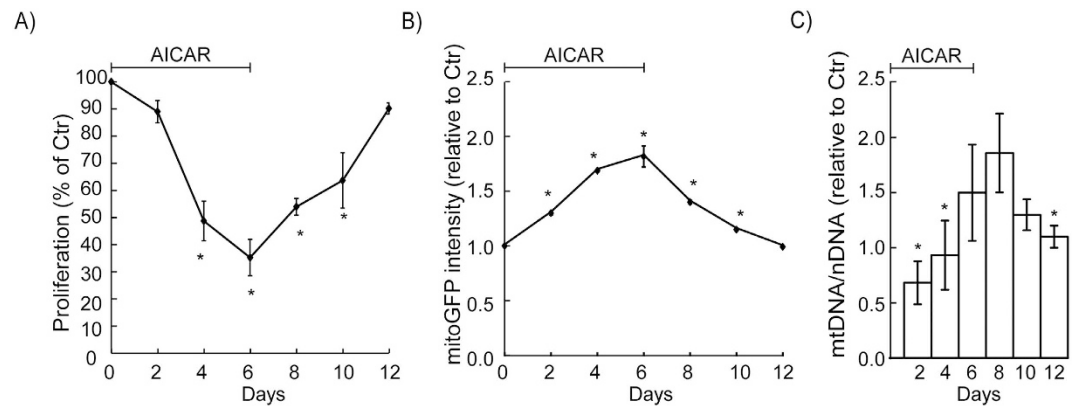 A)
AICAR
Proliferation (% of Ctr)
100
90
80
70
60
50
40
30
20
10
0
0 2 4 6 8 10 12
Days
* * * *
B)
AICAR
mitoGFP intensity (relative to Ctr)
2.5
2.0
1.5
1.0
0.5
0.0
0 2 4 6 8 10 12
Days
* * * * *
C)
AICAR
mtDNA/nDNA (relative to Ctr)
2.5
2.0
1.5
1.0
0.5
0.0
2 4 6 8 10 12
Days
* * *